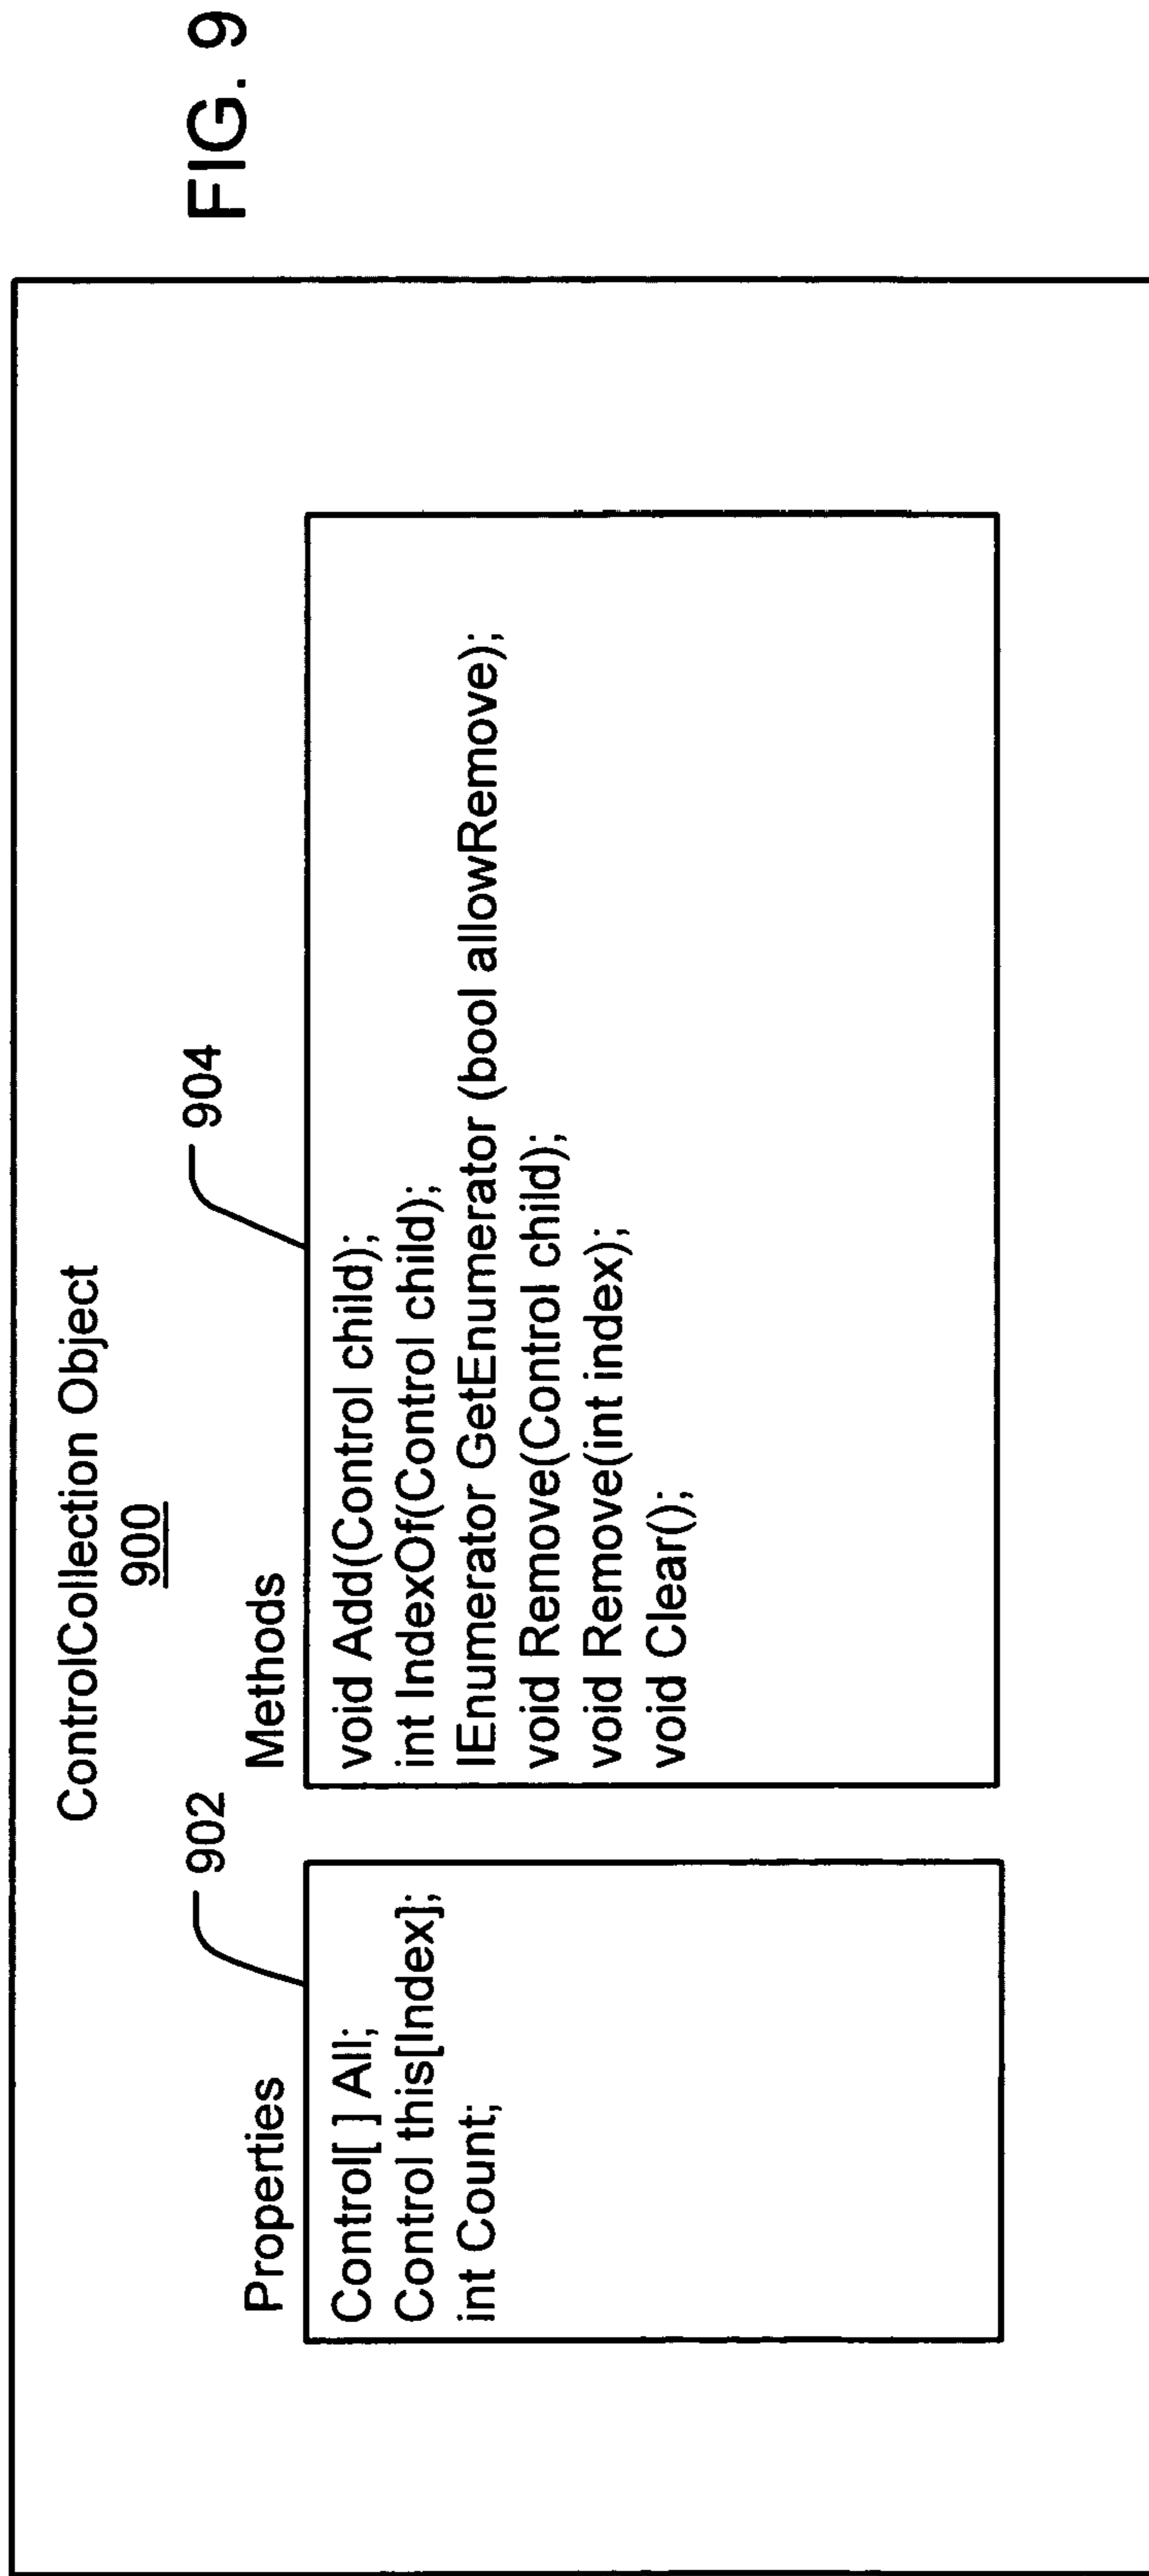 FIG. 9
ControlCollection Object
900
902
Properties
Control[ ] All;
Control this[Index];
int Count;
904
Methods
void Add(Control child);
int IndexOf(Control child);
IEnumerator GetEnumerator (bool allowRemove);
void Remove(Control child);
void Remove(int index);
void Clear();